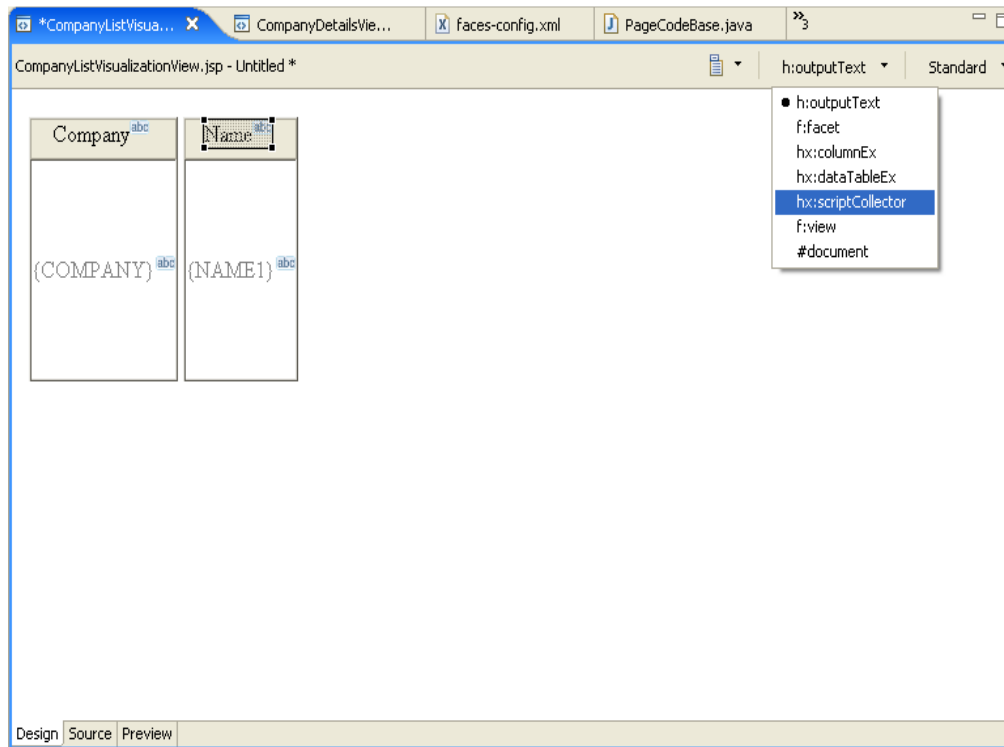 *CompanyListVisua... CompanyDetailsVie... faces-config.xml PageCodeBase.java »3
CompanyListVisualizationView.jsp - Untitled * h:outputText Standard
h:outputText
f:facet
hx:columnEx
hx:dataTableEx
hx:scriptCollector
f:view
#document
Company abc Name abc
{COMPANY} abc {NAME1} abc
Design Source Preview